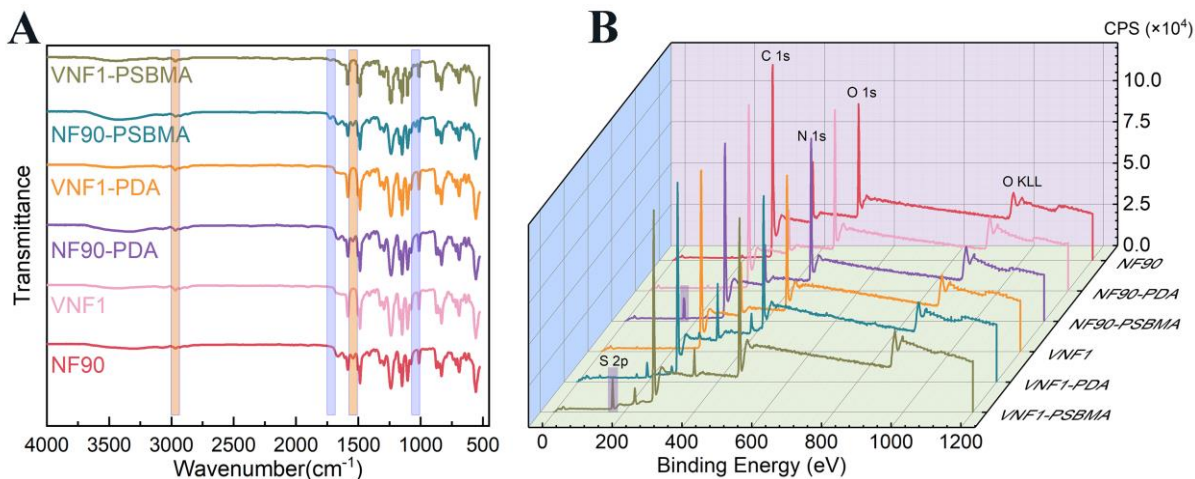 A
VNF1-PSBMA
NF90-PSBMA
VNF1-PDA
NF90-PDA
VNF1
NF90
Transmittance
4000 3500 3000 2500 2000 1500 1000 500
Wavenumber(cm⁻¹)
B
CPS (×10⁴)
C 1s
O 1s
N 1s
O KLL
S 2p
10.0
7.5
5.0
2.5
0.0
NF90
NF90-PDA
NF90-PSBMA
VNF1
VNF1-PDA
VNF1-PSBMA
0 200 400 600 800 1000 1200
Binding Energy (eV)